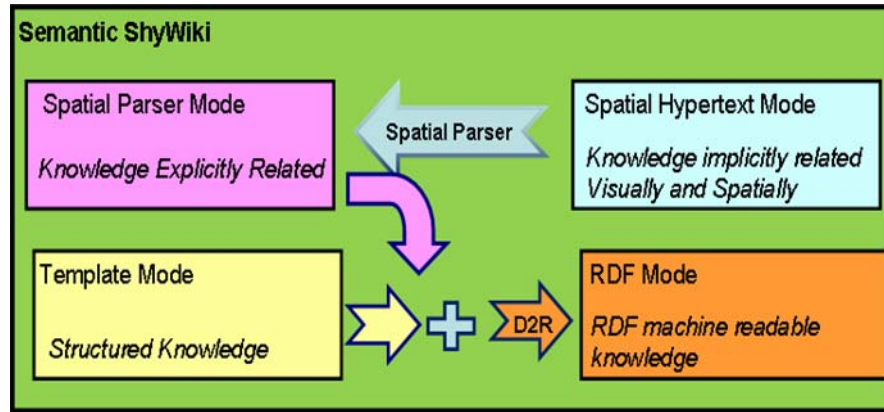 Semantic ShyWiki
Spatial Parser Mode
Knowledge Explicitly Related
Spatial Parser
Spatial Hypertext Mode
Knowledge implicitly related
Visually and Spatially
Template Mode
Structured Knowledge
D2R
RDF Mode
RDF machine readable
knowledge